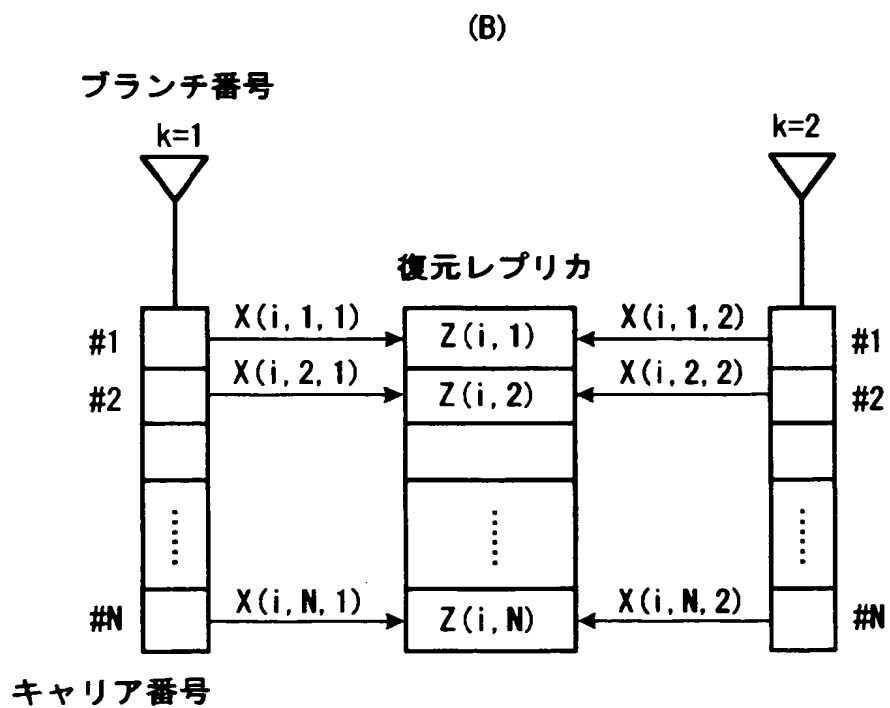 (B)
ブランチ番号
k=1
k=2
復元レプリカ
#1 X(i,1,1) Z(i,1) X(i,1,2) #1
#2 X(i,2,1) Z(i,2) X(i,2,2) #2
#N X(i,N,1) Z(i,N) X(i,N,2) #N
キャリア番号